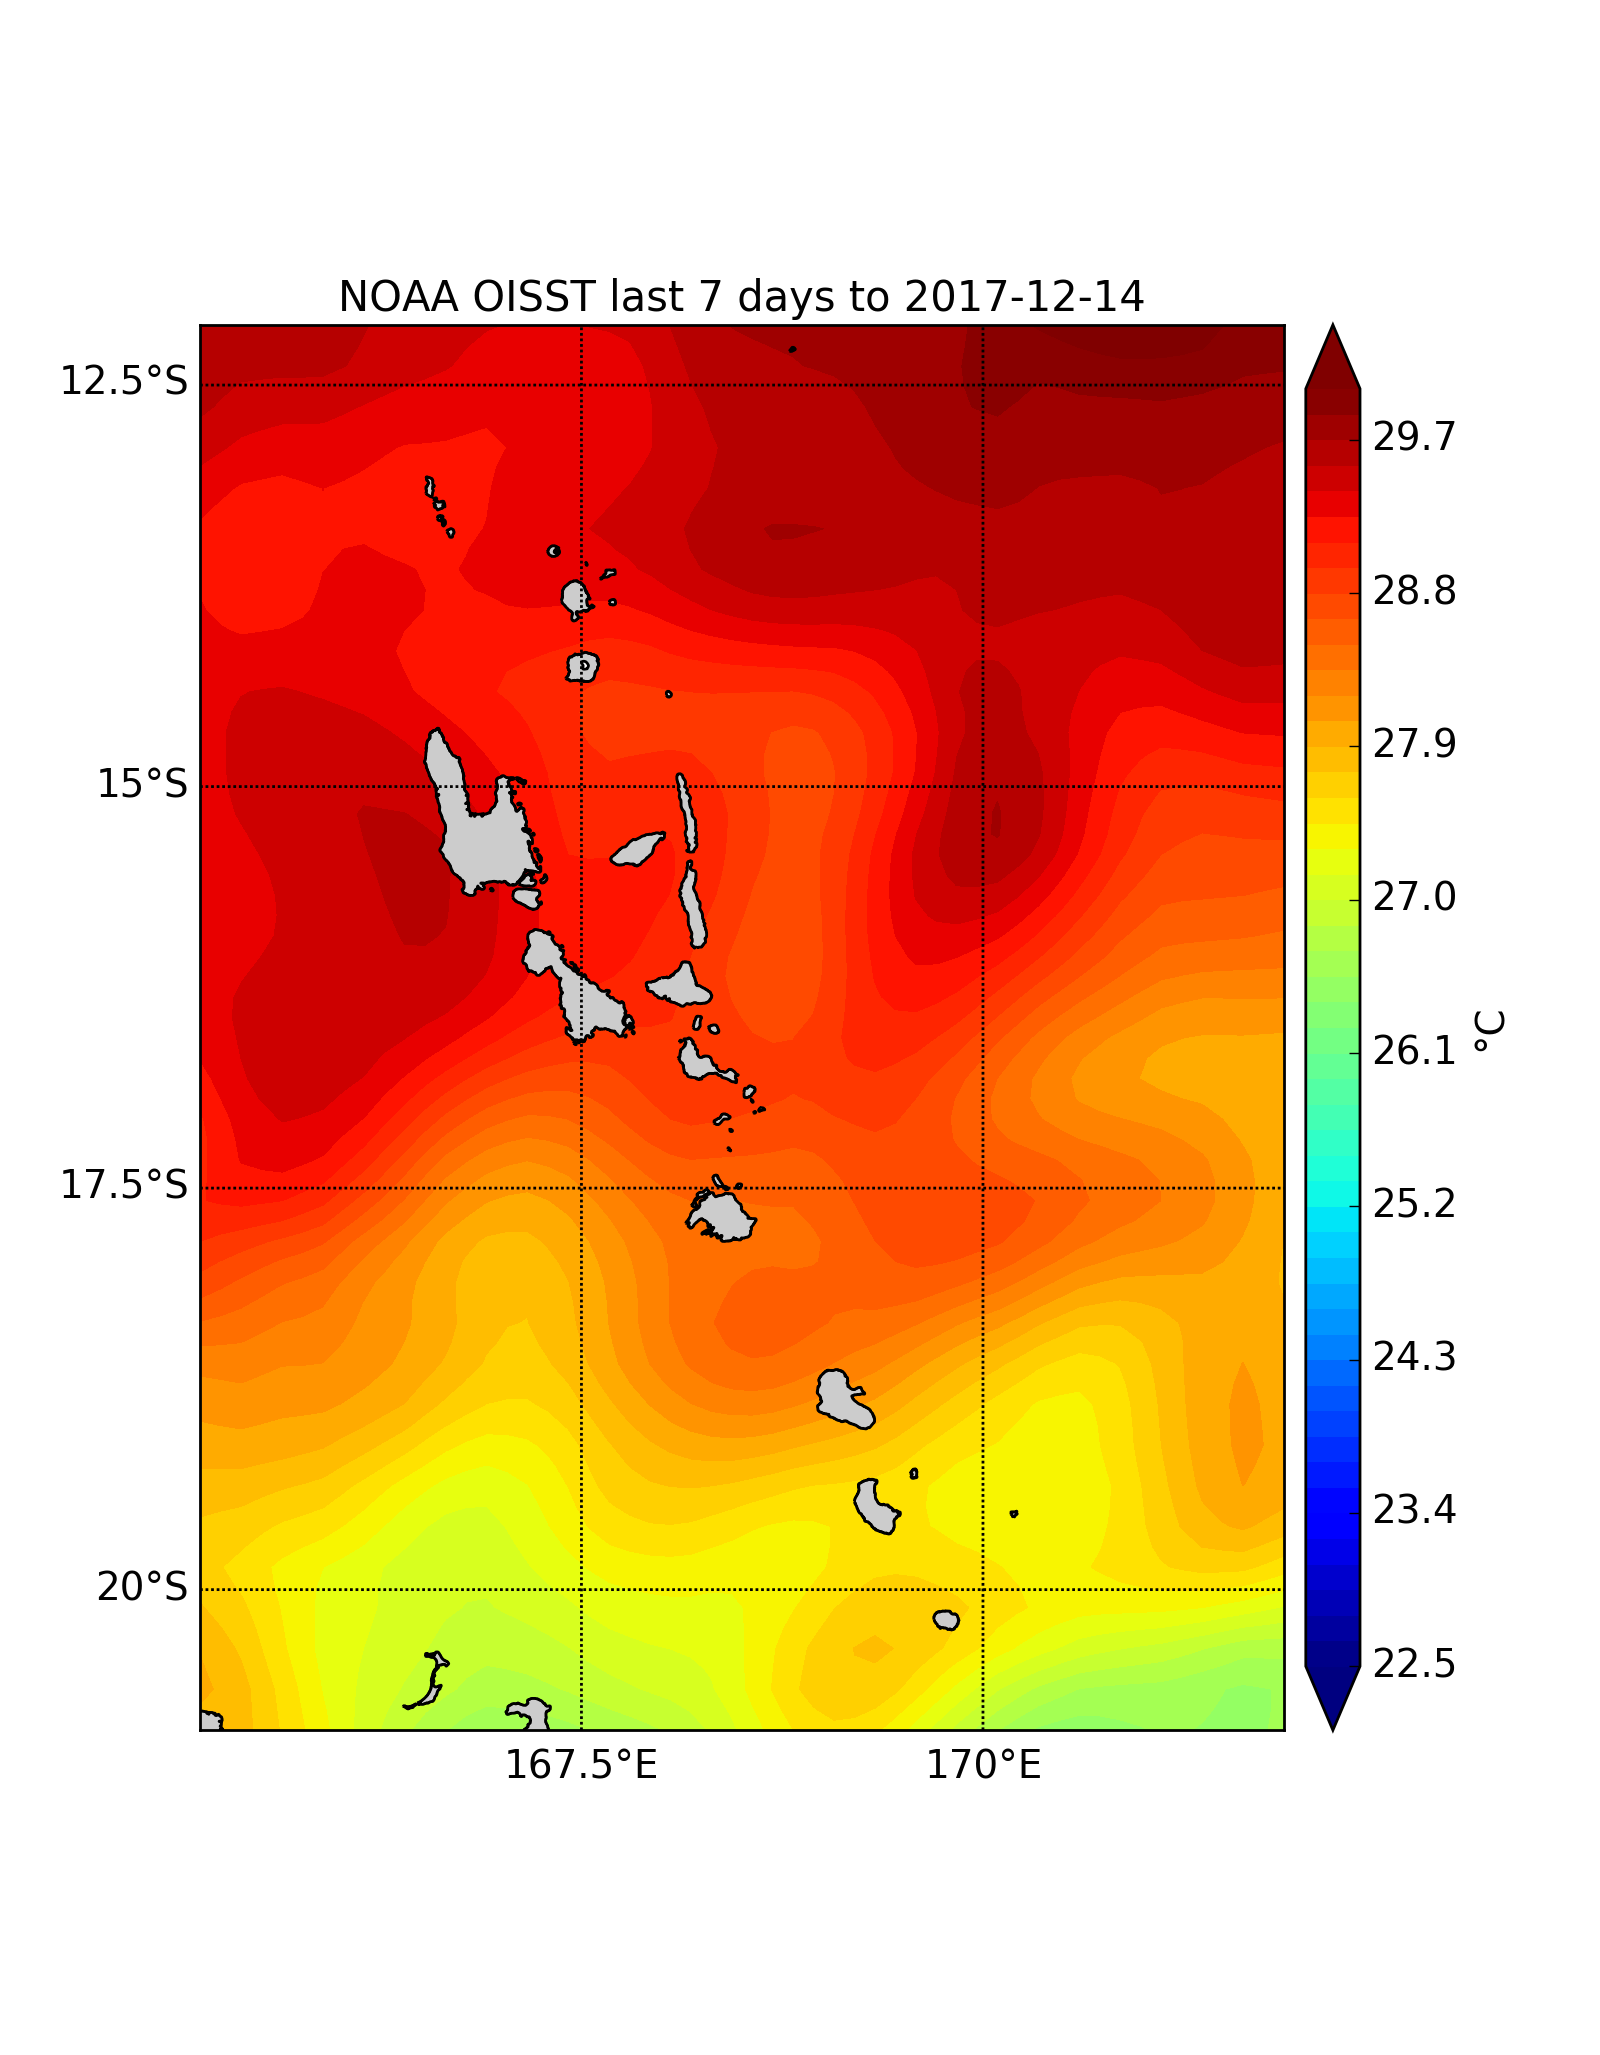 NOAA OISST last 7 days to 2017-12-14
12.5°S
15°S
17.5°S
20°S
167.5°E
170°E
29.7
28.8
27.9
27.0
26.1
25.2
24.3
23.4
22.5
°C